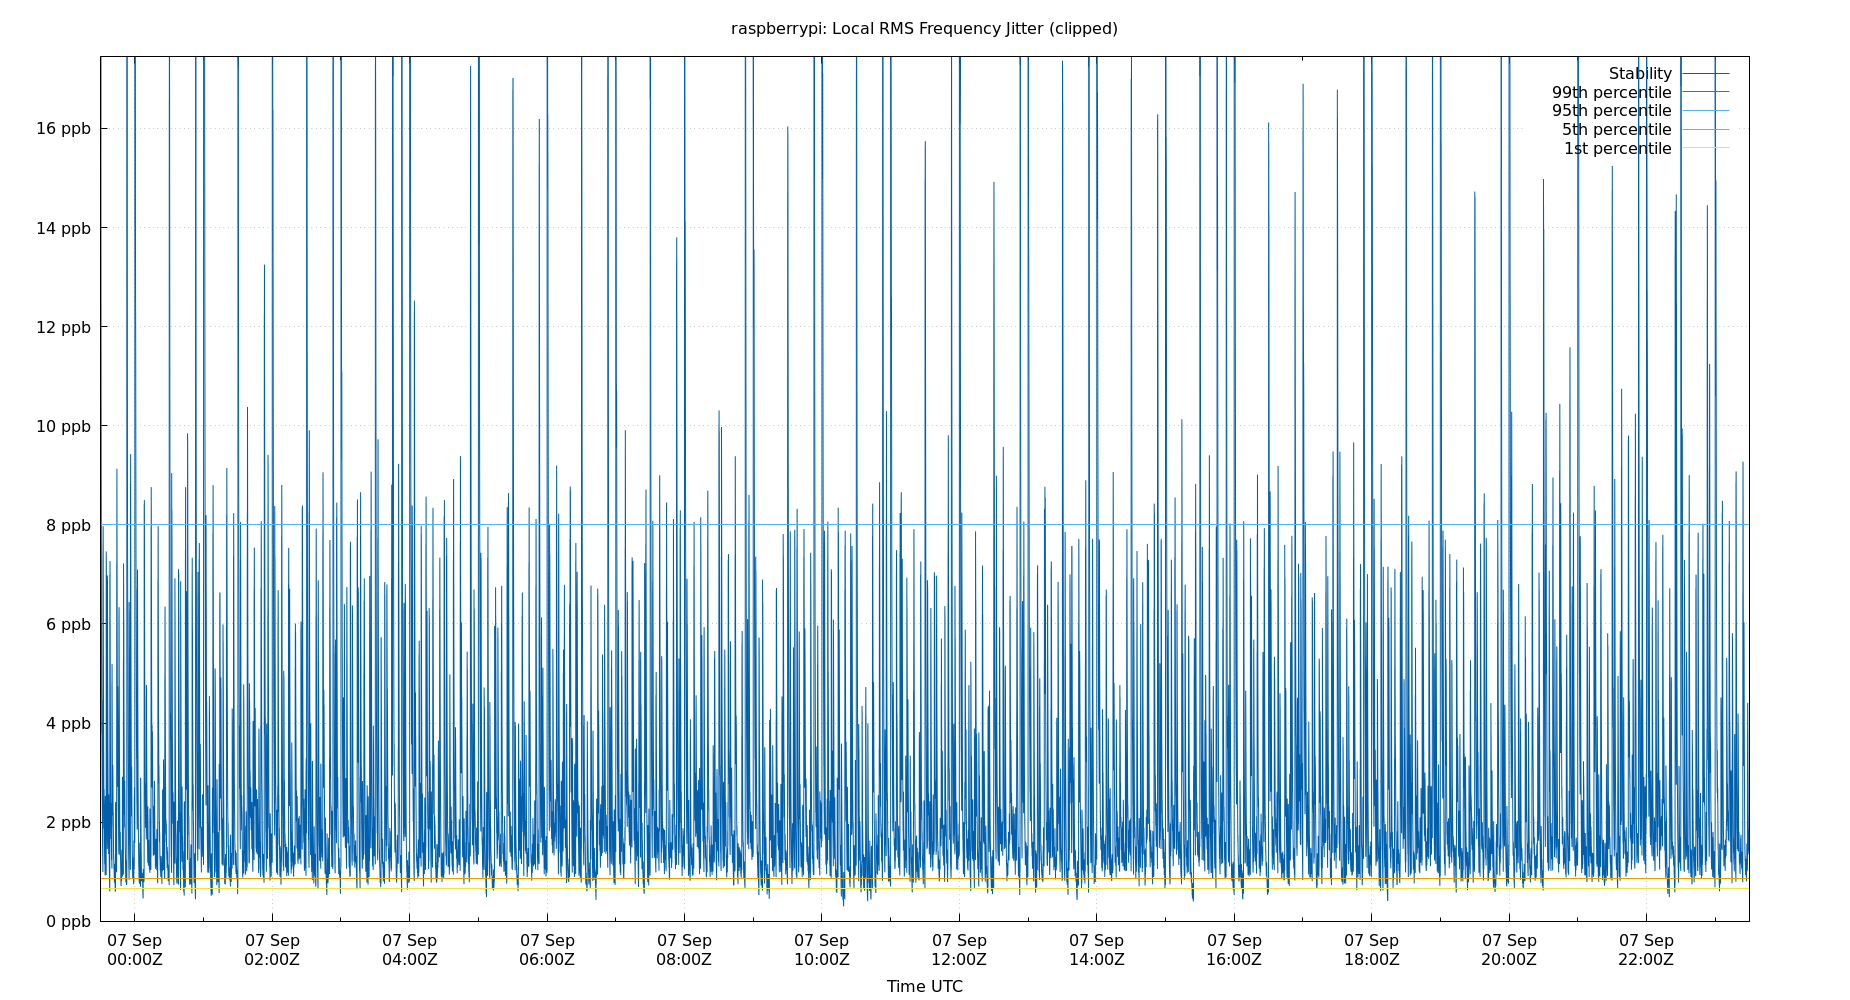 raspberrypi: Local RMS Frequency Jitter (clipped)
Stability
99th percentile
95th percentile
5th percentile
1st percentile
16 ppb
14 ppb
12 ppb
10 ppb
8 ppb
6 ppb
4 ppb
2 ppb
0 ppb
07 Sep 07 Sep 07 Sep 07 Sep 07 Sep 07 Sep 07 Sep 07 Sep 07 Sep 07 Sep 07 Sep 07 Sep
00:00Z 02:00Z 04:00Z 06:00Z 08:00Z 10:00Z 12:00Z 14:00Z 16:00Z 18:00Z 20:00Z 22:00Z
Time UTC